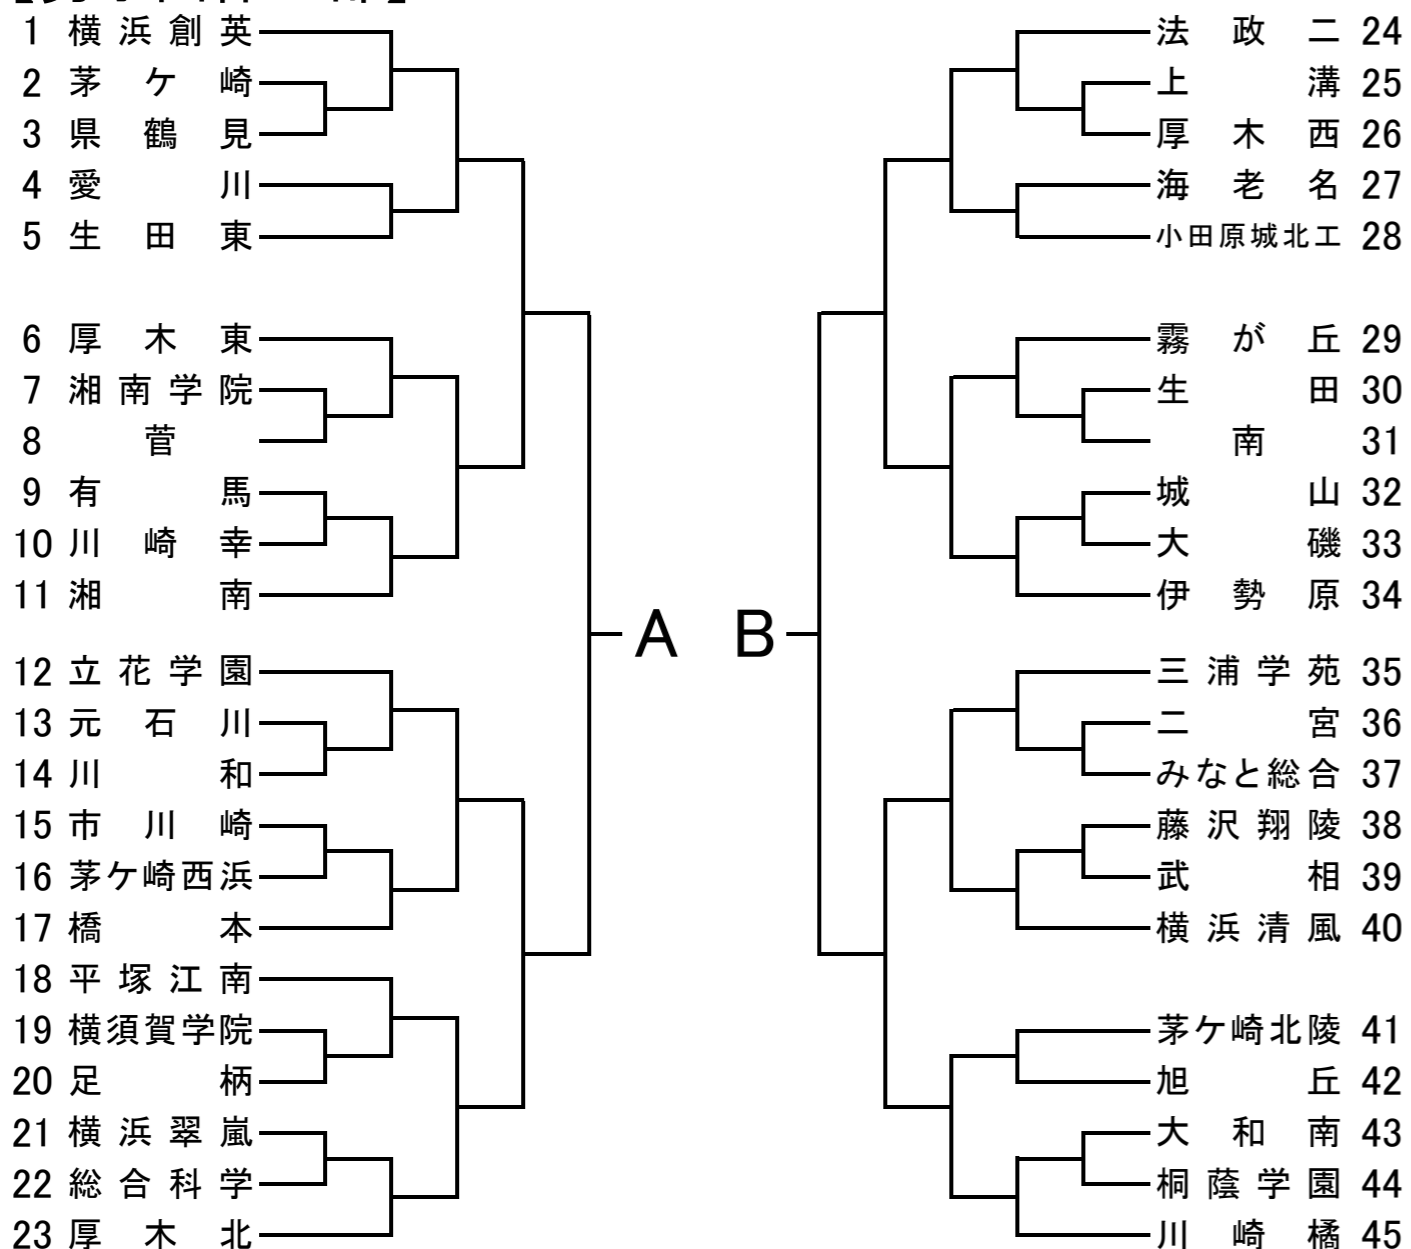 1 横浜創英
2 茅ケ崎
3 県鶴見
4 愛川
5 生田東
6 厚木東
7 湘南学院
8 菅
9 有馬
10 川崎幸
11 湘南
12 立花学園
13 元石川
14 川和
15 市川崎
16 茅ケ崎西浜
17 橋本
18 平塚江南
19 横須賀学院
20 足柄
21 横浜翠嵐
22 総合科学
23 厚木北
A B
法政二 24
上溝 25
厚木西 26
海老名 27
小田原城北工 28
霧が丘 29
生田 30
南 31
城山 32
大磯 33
伊勢原 34
三浦学苑 35
二宮 36
みなと総合 37
藤沢翔陵 38
武相 39
横浜清風 40
茅ケ崎北陵 41
旭丘 42
大和南 43
桐蔭学園 44
川崎橘 45